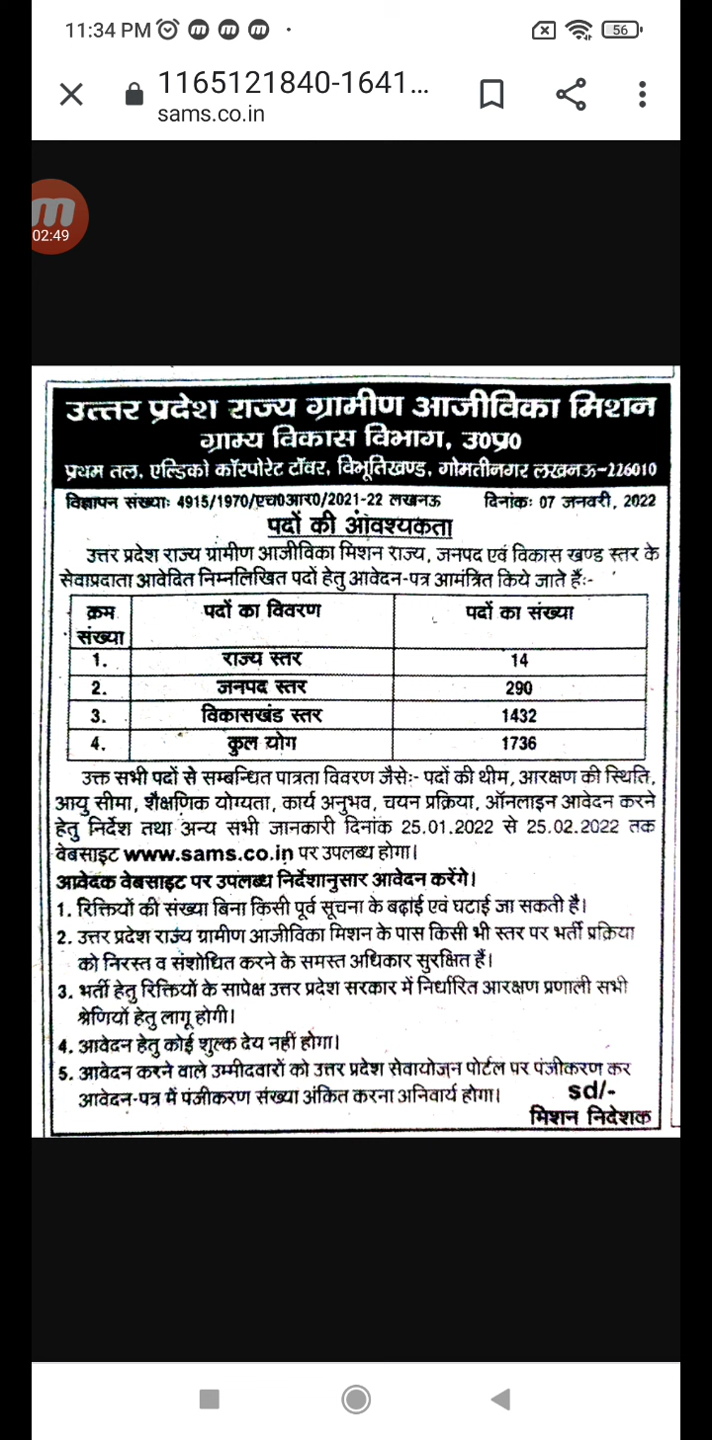 11:34 PM
56
1165121840-1641...
sams.co.in
m
02:49
उत्तर प्रदेश राज्य ग्रामीण आजीविका मिशन
ग्राम्य विकास विभाग, उ0प्र0
प्रथम तल, एल्डिको कॉरपोरेट टॉवर, विभूतिखण्ड, गोमतीनगर लखनऊ-226010
विज्ञापन संख्याः 4915/1970/एच0आर0/2021-22 लखनऊ दिनांकः 07 जनवरी, 2022
पदों की आवश्यकता
उत्तर प्रदेश राज्य ग्रामीण आजीविका मिशन राज्य, जनपद एवं विकास खण्ड स्तर के
सेवाप्रदाता आवेवित निम्नलिखित पदों हेतु आवेदन-पत्र आमंत्रित किये जाते हैंः-
क्रम संख्या पदों का विवरण पदों का संख्या
1. राज्य स्तर 14
2. जनपद स्तर 290
3. विकासखंड स्तर 1432
4. कुल योग 1736
उक्त सभी पदों से सम्बन्धित पात्रता विवरण जैसेः- पदों की थीम, आरक्षण की स्थिति,
आयु सीमा, शैक्षणिक योग्यता, कार्य अनुभव, चयन प्रक्रिया, ऑनलाइन आवेदन करने
हेतु निर्देश तथा अन्य सभी जानकारी दिनांक 25.01.2022 से 25.02.2022 तक
वेबसाइट www.sams.co.in पर उपलब्ध होगा।
आवेदक वेबसाइट पर उपलब्ध निर्देशानुसार आवेदन करेंगे।
1. रिक्तियों की संख्या बिना किसी पूर्व सूचना के बढ़ाई एवं घटाई जा सकती है।
2. उत्तर प्रदेश राज्य ग्रामीण आजीविका मिशन के पास किसी भी स्तर पर भर्ती प्रक्रिया
को निरस्त व संशोधित करने के समस्त अधिकार सुरक्षित हैं।
3. भर्ती हेतु रिक्तियों के सापेक्ष उत्तर प्रदेश सरकार में निर्धारित आरक्षण प्रणाली सभी
श्रेणियों हेतु लागू होगी।
4. आवेदन हेतु कोई शुल्क देय नहीं होगा।
5. आवेदन करने वाले उम्मीदवारों को उत्तर प्रदेश सेवायोजन पोर्टल पर पंजीकरण कर
आवेदन-पत्र में पंजीकरण संख्या अंकित करना अनिवार्य होगा। sd/-
मिशन निदेशक